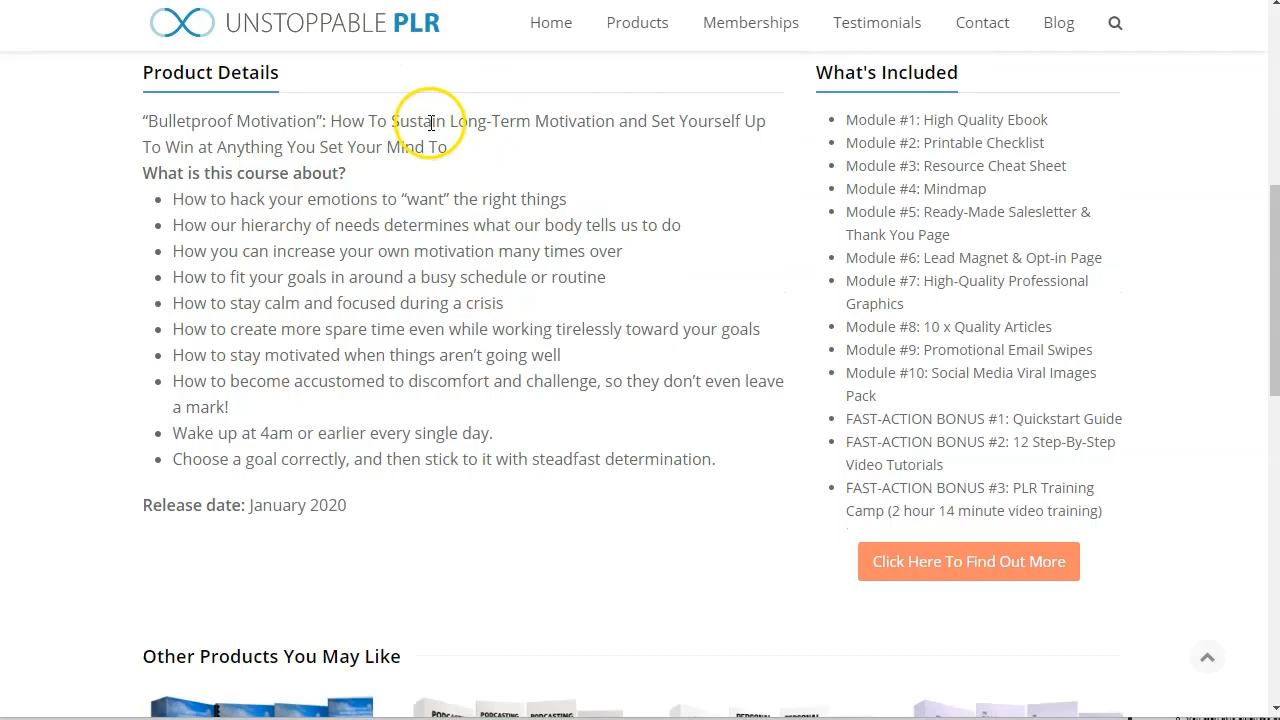 UNSTOPPABLE PLR
Home Products Memberships Testimonials Contact Blog
Product Details
“Bulletproof Motivation”: How To Sustain Long-Term Motivation and Set Yourself Up
To Win at Anything You Set Your Mind To
What is this course about?
How to hack your emotions to “want” the right things
How our hierarchy of needs determines what our body tells us to do
How you can increase your own motivation many times over
How to fit your goals in around a busy schedule or routine
How to stay calm and focused during a crisis
How to create more spare time even while working tirelessly toward your goals
How to stay motivated when things aren’t going well
How to become accustomed to discomfort and challenge, so they don’t even leave
a mark!
Wake up at 4am or earlier every single day.
Choose a goal correctly, and then stick to it with steadfast determination.
Release date: January 2020
What's Included
Module #1: High Quality Ebook
Module #2: Printable Checklist
Module #3: Resource Cheat Sheet
Module #4: Mindmap
Module #5: Ready-Made Salesletter &
Thank You Page
Module #6: Lead Magnet & Opt-in Page
Module #7: High-Quality Professional
Graphics
Module #8: 10 x Quality Articles
Module #9: Promotional Email Swipes
Module #10: Social Media Viral Images
Pack
FAST-ACTION BONUS #1: Quickstart Guide
FAST-ACTION BONUS #2: 12 Step-By-Step
Video Tutorials
FAST-ACTION BONUS #3: PLR Training
Camp (2 hour 14 minute video training)
Click Here To Find Out More
Other Products You May Like
PODCASTING PODCASTING